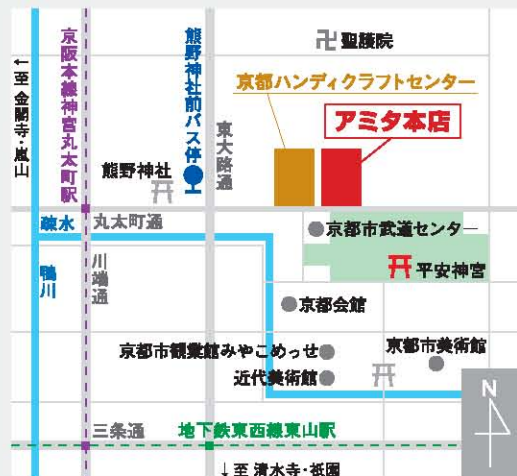 卍聖護院
京都ハンディクラフトセンター
アミタ本店
京阪本線神宮丸太町駅
熊野神社前バス停
←至 金閣寺・嵐山
東大路通
熊野神社
疏水
丸太町通
京都市武道センター
平安神宮
鴨川
川端通
京都会館
京都市観業館みやこめっせ
京都市美術館
近代美術館
三条通
地下鉄東西線東山駅
↓至 清水寺・祇園
N